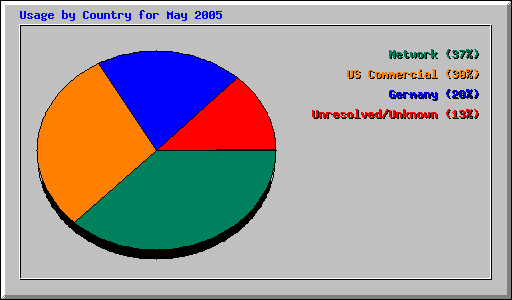 Usage by Country for May 2005
Network (37%)
US Commercial (30%)
Germany (20%)
Unresolved/Unknown (13%)